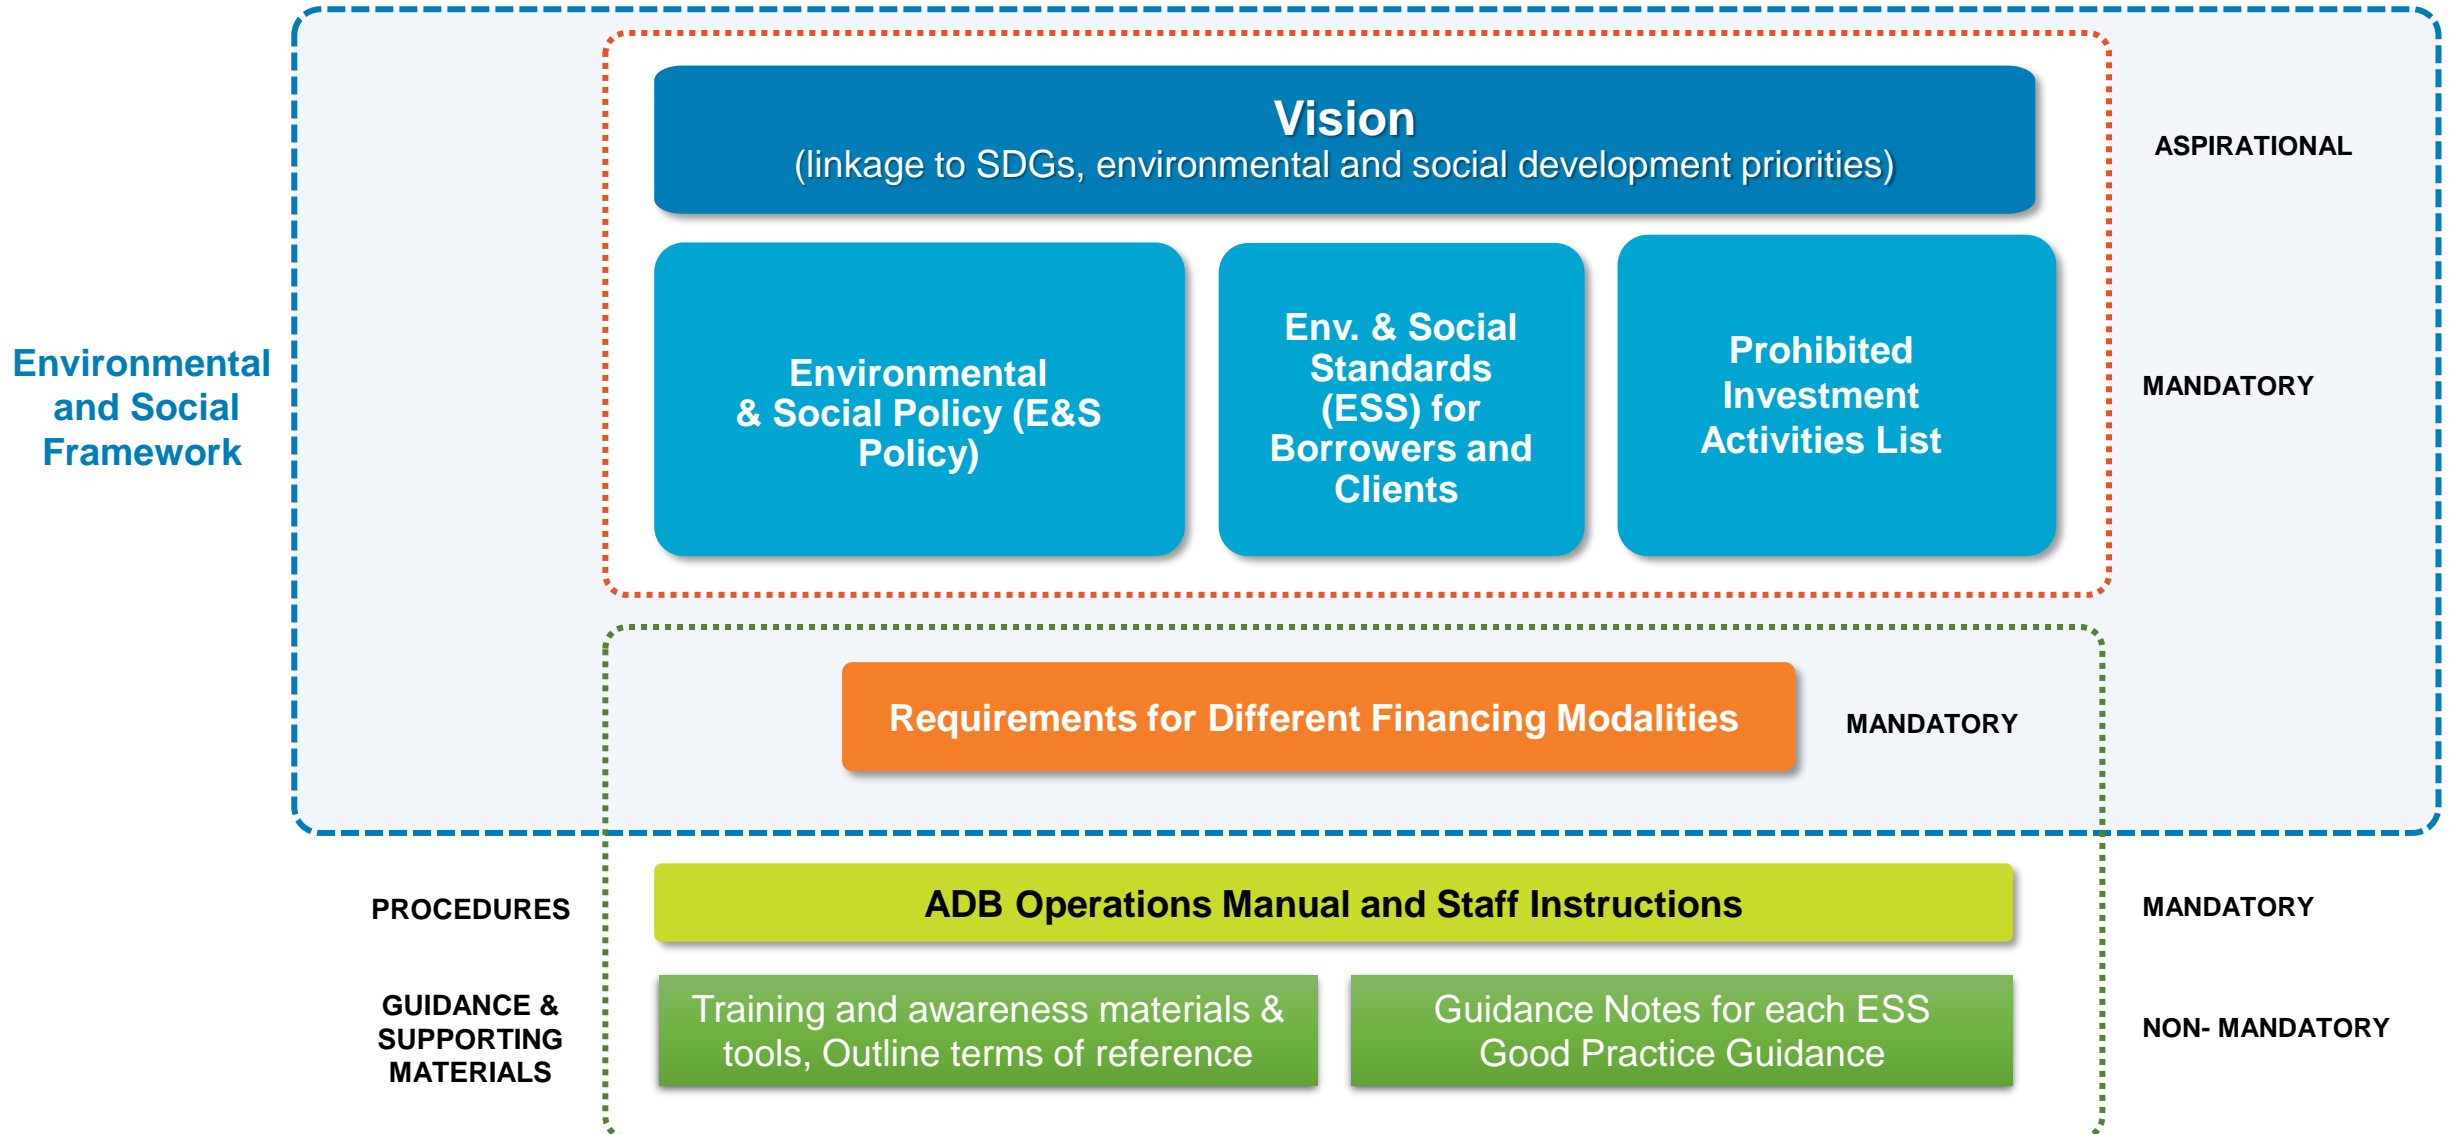 Vision
(linkage to SDGs, environmental and social development priorities)
ASPIRATIONAL
Environmental
and Social
Framework
Environmental
& Social Policy (E&S
Policy)
Env. & Social
Standards
(ESS) for
Borrowers and
Clients
Prohibited
Investment
Activities List
MANDATORY
Requirements for Different Financing Modalities
MANDATORY
PROCEDURES
ADB Operations Manual and Staff Instructions
MANDATORY
GUIDANCE &
SUPPORTING
MATERIALS
Training and awareness materials &
tools, Outline terms of reference
Guidance Notes for each ESS
Good Practice Guidance
NON- MANDATORY